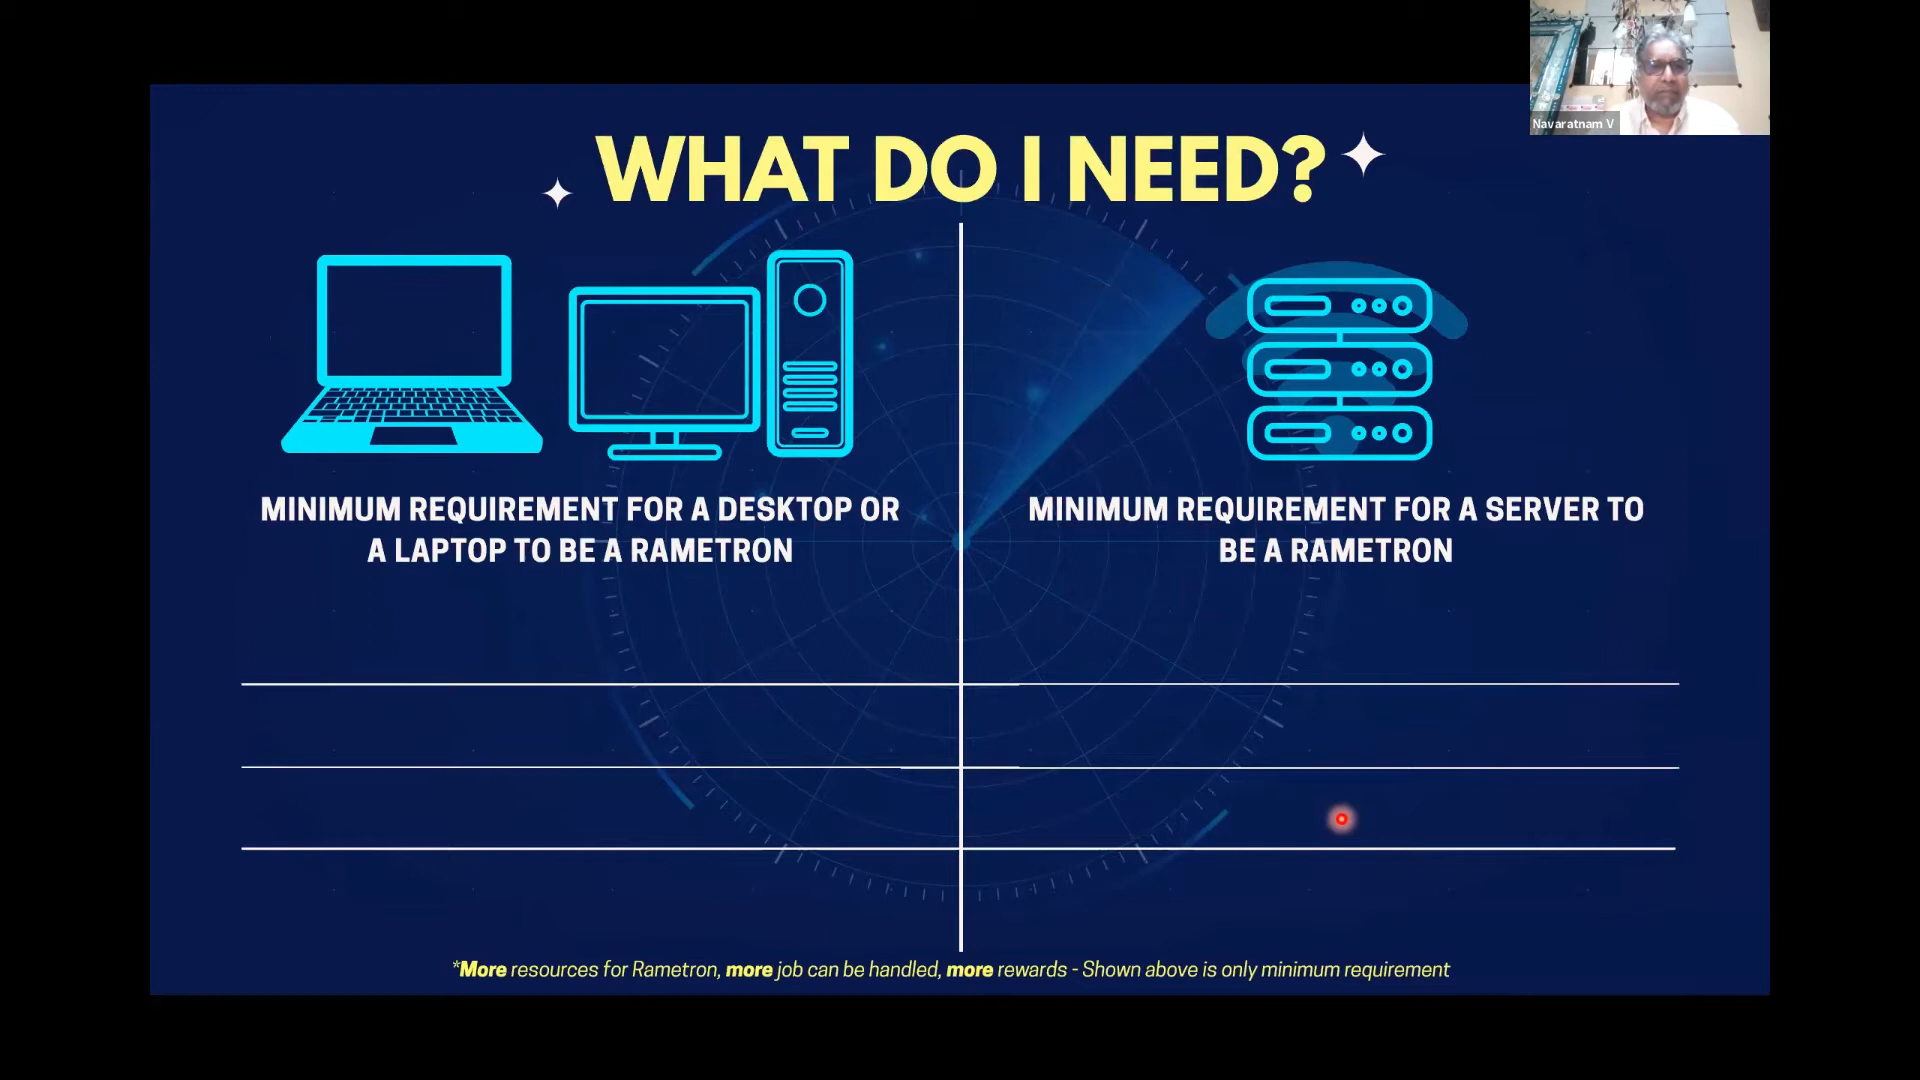 Navaratnam V
WHAT DO I NEED?
MINIMUM REQUIREMENT FOR A DESKTOP OR
A LAPTOP TO BE A RAMETRON
MINIMUM REQUIREMENT FOR A SERVER TO
BE A RAMETRON
*More resources for Rametron, more job can be handled, more rewards - Shown above is only minimum requirement